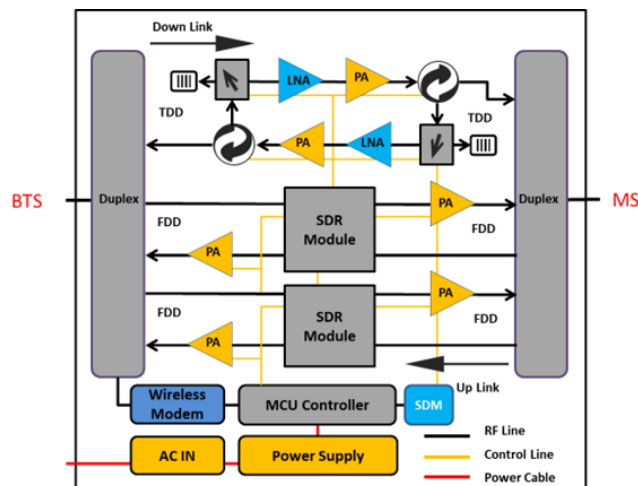 Down Link
LNA
PA
TDD
TDD
PA
LNA
BTS
Duplex
Duplex
MS
FDD
SDR
Module
PA
FDD
PA
FDD
SDR
Module
PA
FDD
PA
Up Link
Wireless
Modem
MCU Controller
SDM
AC IN
Power Supply
RF Line
Control Line
Power Cable